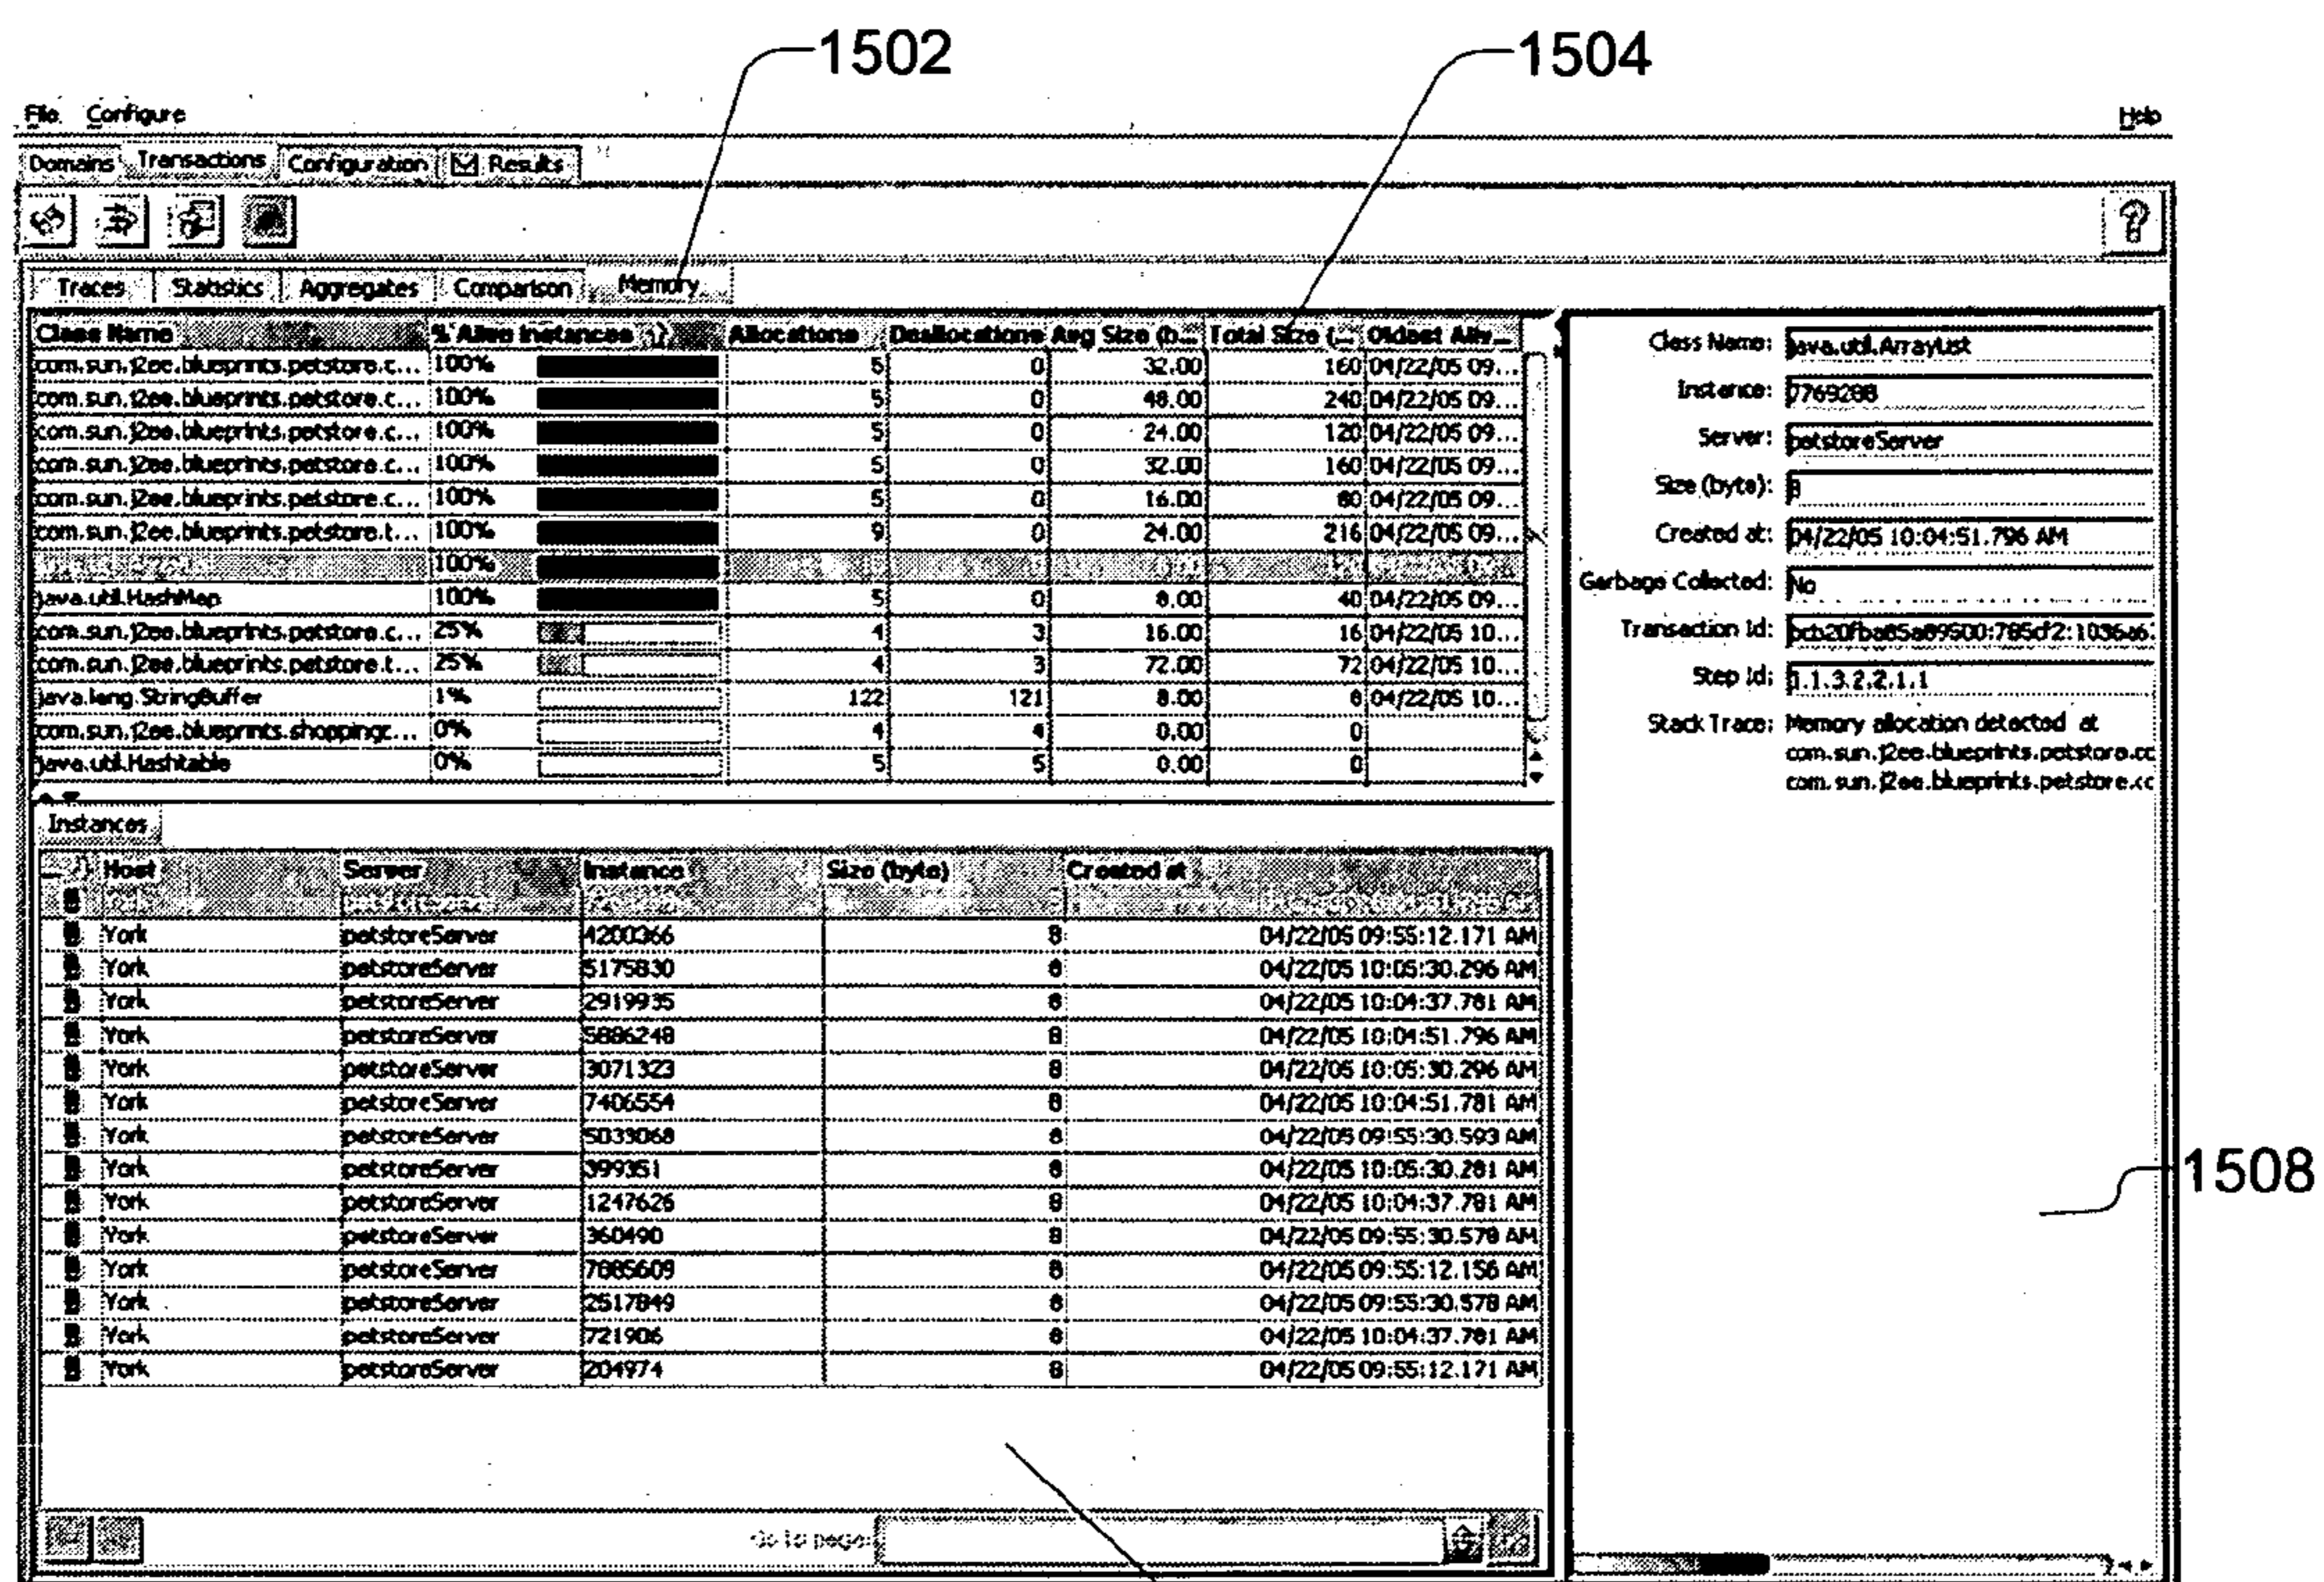 1502 1504
File Configure Help
Domains Transactions Configuration Results
Traces Statistics Aggregates Comparison Memory
Class Name % Alive Instances Allocations Deallocations Avg Size (b... Total Size (... Oldest Aliv...
com.sun.j2ee.blueprints.petstore.c... 100% 5 0 32.00 160 04/22/05 09...
com.sun.j2ee.blueprints.petstore.c... 100% 5 0 48.00 240 04/22/05 09...
com.sun.j2ee.blueprints.petstore.c... 100% 5 0 24.00 120 04/22/05 09...
com.sun.j2ee.blueprints.petstore.c... 100% 5 0 32.00 160 04/22/05 09...
com.sun.j2ee.blueprints.petstore.c... 100% 5 0 16.00 80 04/22/05 09...
com.sun.j2ee.blueprints.petstore.t... 100% 9 0 24.00 216 04/22/05 09...
100%
java.util.HashMap 100% 5 0 8.00 40 04/22/05 09...
com.sun.j2ee.blueprints.petstore.c... 25% 4 3 16.00 16 04/22/05 10...
com.sun.j2ee.blueprints.petstore.t... 25% 4 3 72.00 72 04/22/05 10...
java.lang.StringBuffer 1% 122 121 8.00 8 04/22/05 10...
com.sun.j2ee.blueprints.shoppingc... 0% 4 4 0.00 0
java.util.Hashtable 0% 5 5 0.00 0
Class Name: java.util.ArrayList
Instance: 7769288
Server: petstoreServer
Size (byte): 8
Created at: 04/22/05 10:04:51.796 AM
Garbage Collected: No
Transaction Id: bcb20fba85a89500:785cf2:1036a6:
Step Id: 1.1.3.2.2.1.1
Stack Trace: Memory allocation detected at
com.sun.j2ee.blueprints.petstore.cc
com.sun.j2ee.blueprints.petstore.cc
Instances
Host Server Instance Size (byte) Created at
York petstoreServer 4200366 8 04/22/05 09:55:12.171 AM
York petstoreServer 5175830 8 04/22/05 10:05:30.296 AM
York petstoreServer 2919935 8 04/22/05 10:04:37.781 AM
York petstoreServer 5886248 8 04/22/05 10:04:51.796 AM
York petstoreServer 3071323 8 04/22/05 10:05:30.296 AM
York petstoreServer 7406554 8 04/22/05 10:04:51.781 AM
York petstoreServer 5033068 8 04/22/05 09:55:30.593 AM
York petstoreServer 399351 8 04/22/05 10:05:30.281 AM
York petstoreServer 1247626 8 04/22/05 10:04:37.781 AM
York petstoreServer 360490 8 04/22/05 09:55:30.578 AM
York petstoreServer 7885609 8 04/22/05 09:55:12.156 AM
York petstoreServer 2517849 8 04/22/05 09:55:30.578 AM
York petstoreServer 721906 8 04/22/05 10:04:37.781 AM
York petstoreServer 204974 8 04/22/05 09:55:12.171 AM
1508
Go to page: